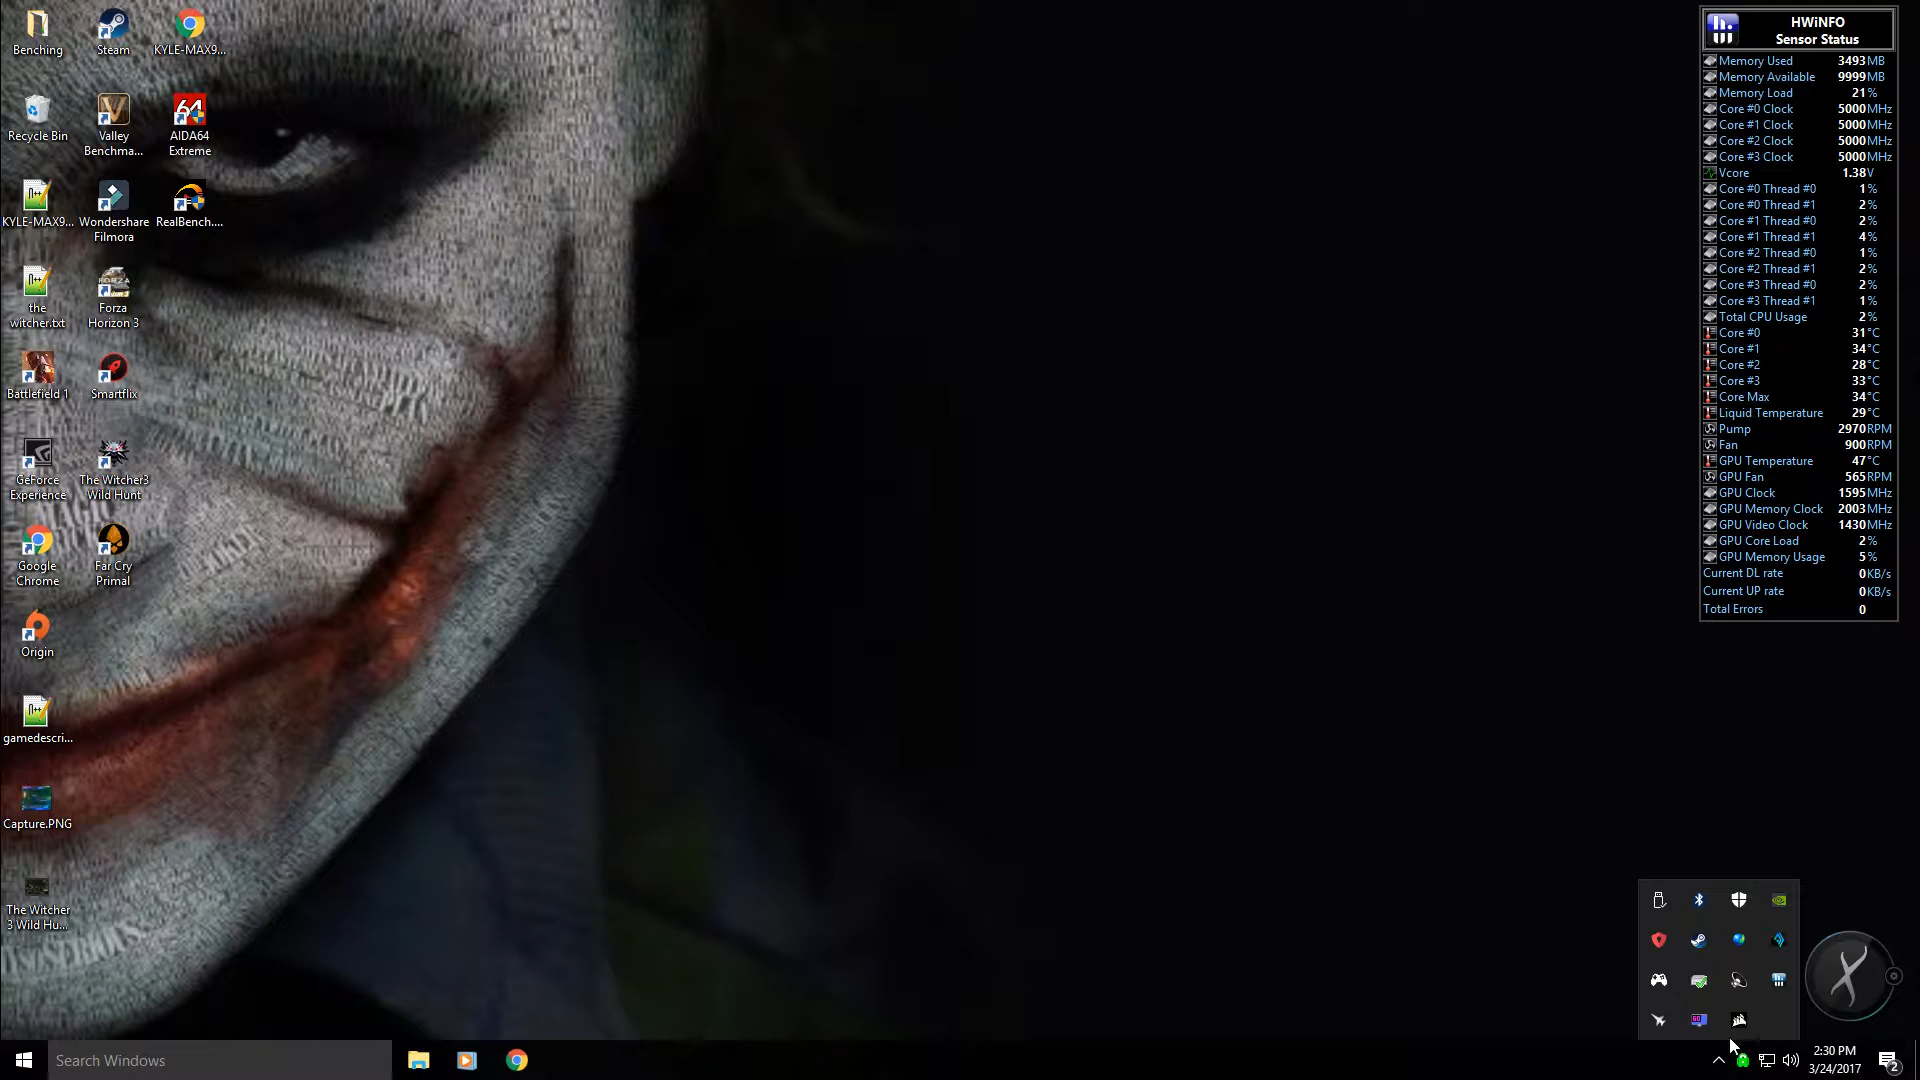 Benching
Steam
KYLE-MAX9...
Recycle Bin
Valley
Benchma...
AIDA64
Extreme
KYLE-MAX9...
Wondershare
Filmora
RealBench....
the
witcher.txt
Forza
Horizon 3
Battlefield 1
Smartflix
GeForce
Experience
The Witcher3
Wild Hunt
Google
Chrome
Far Cry
Primal
Origin
gamedescri...
Capture.PNG
The Witcher
3 Wild Hu...
HWiNFO
Sensor Status
Memory Used 3493 MB
Memory Available 9999 MB
Memory Load 21 %
Core #0 Clock 5000 MHz
Core #1 Clock 5000 MHz
Core #2 Clock 5000 MHz
Core #3 Clock 5000 MHz
Vcore 1.38 V
Core #0 Thread #0 1 %
Core #0 Thread #1 2 %
Core #1 Thread #0 2 %
Core #1 Thread #1 4 %
Core #2 Thread #0 1 %
Core #2 Thread #1 2 %
Core #3 Thread #0 2 %
Core #3 Thread #1 1 %
Total CPU Usage 2 %
Core #0 31 °C
Core #1 34 °C
Core #2 28 °C
Core #3 33 °C
Core Max 34 °C
Liquid Temperature 29 °C
Pump 2970 RPM
Fan 900 RPM
GPU Temperature 47 °C
GPU Fan 565 RPM
GPU Clock 1595 MHz
GPU Memory Clock 2003 MHz
GPU Video Clock 1430 MHz
GPU Core Load 2 %
GPU Memory Usage 5 %
Current DL rate 0 KB/s
Current UP rate 0 KB/s
Total Errors 0
Search Windows
2:30 PM
3/24/2017
2